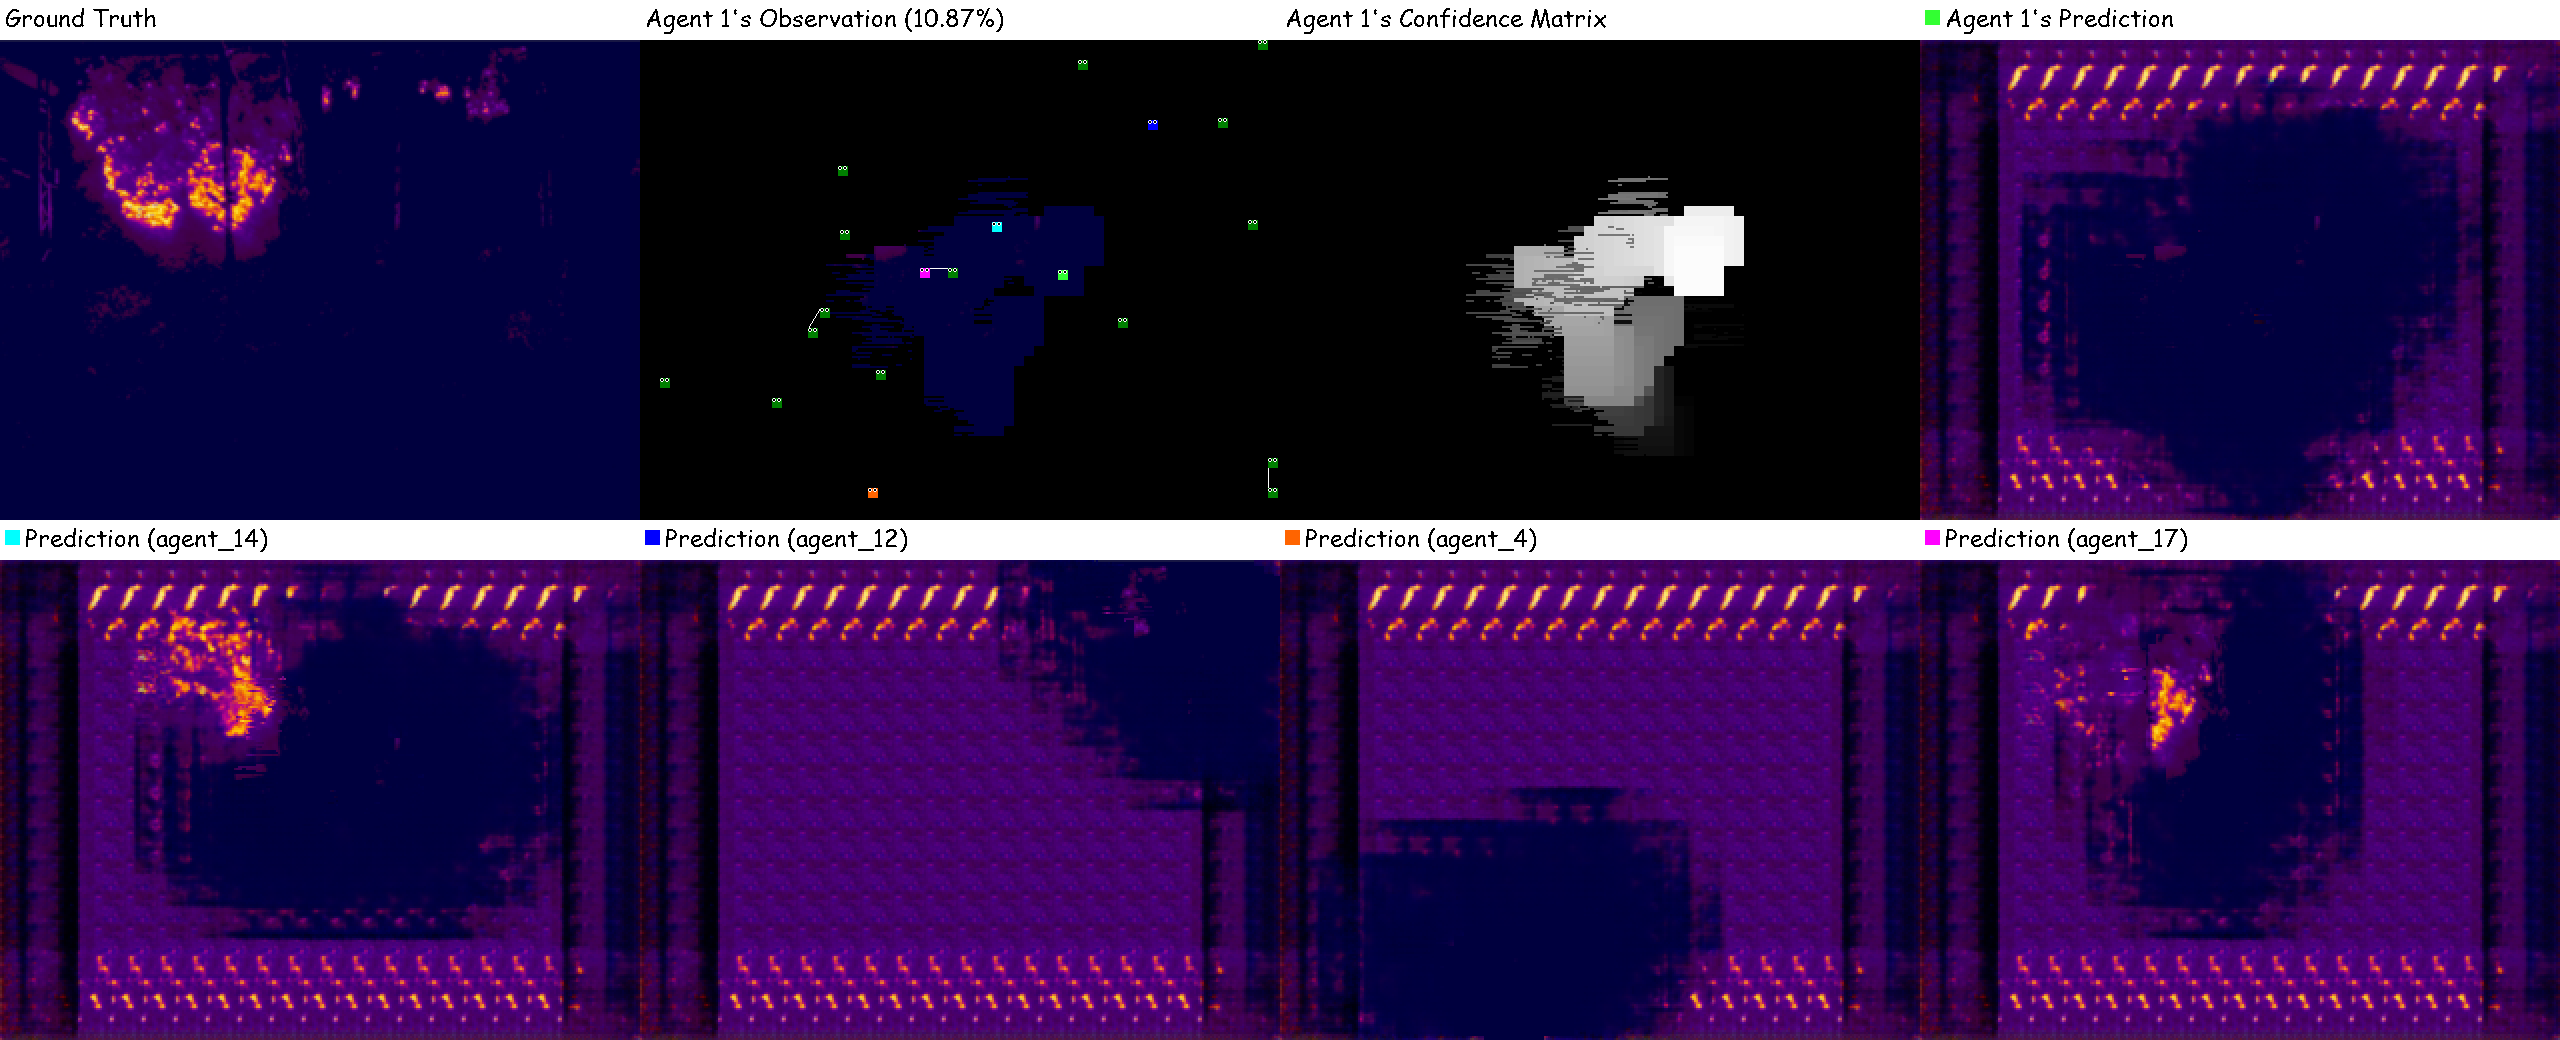 Ground Truth
Agent 1's Observation (10.87%)
Agent 1's Confidence Matrix
Agent 1's Prediction
Prediction (agent_14)
Prediction (agent_12)
Prediction (agent_4)
Prediction (agent_17)